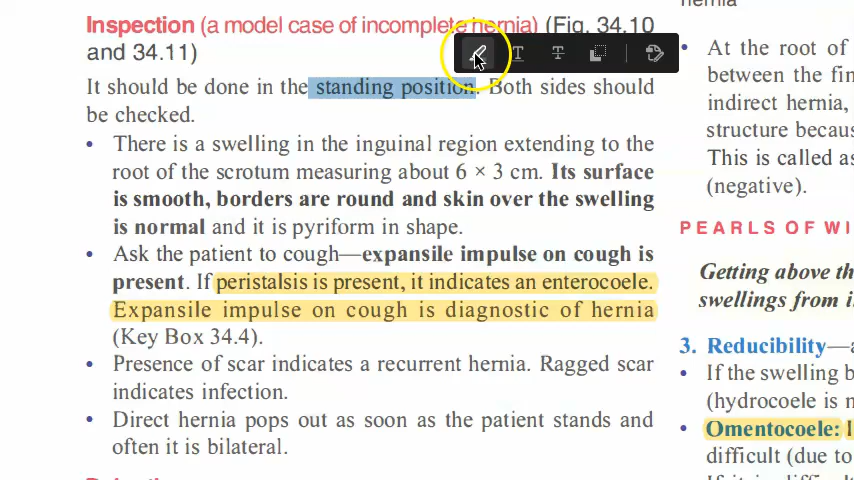 hernia
Inspection (a model case of incomplete hernia) (Fig. 34.10
and 34.11)
It should be done in the standing position. Both sides should
be checked.
• There is a swelling in the inguinal region extending to the
root of the scrotum measuring about 6 × 3 cm. Its surface
is smooth, borders are round and skin over the swelling
is normal and it is pyriform in shape.
• Ask the patient to cough—expansile impulse on cough is
present. If peristalsis is present, it indicates an enterocoele.
Expansile impulse on cough is diagnostic of hernia
(Key Box 34.4).
• Presence of scar indicates a recurrent hernia. Ragged scar
indicates infection.
• Direct hernia pops out as soon as the patient stands and
often it is bilateral.
• At the root of
between the fin
indirect hernia,
structure becaus
This is called as
(negative).
PEARLS OF WI
Getting above th
swellings from i
3. Reducibility—a
• If the swelling b
(hydrocoele is n
• Omentocoele: I
difficult (due to